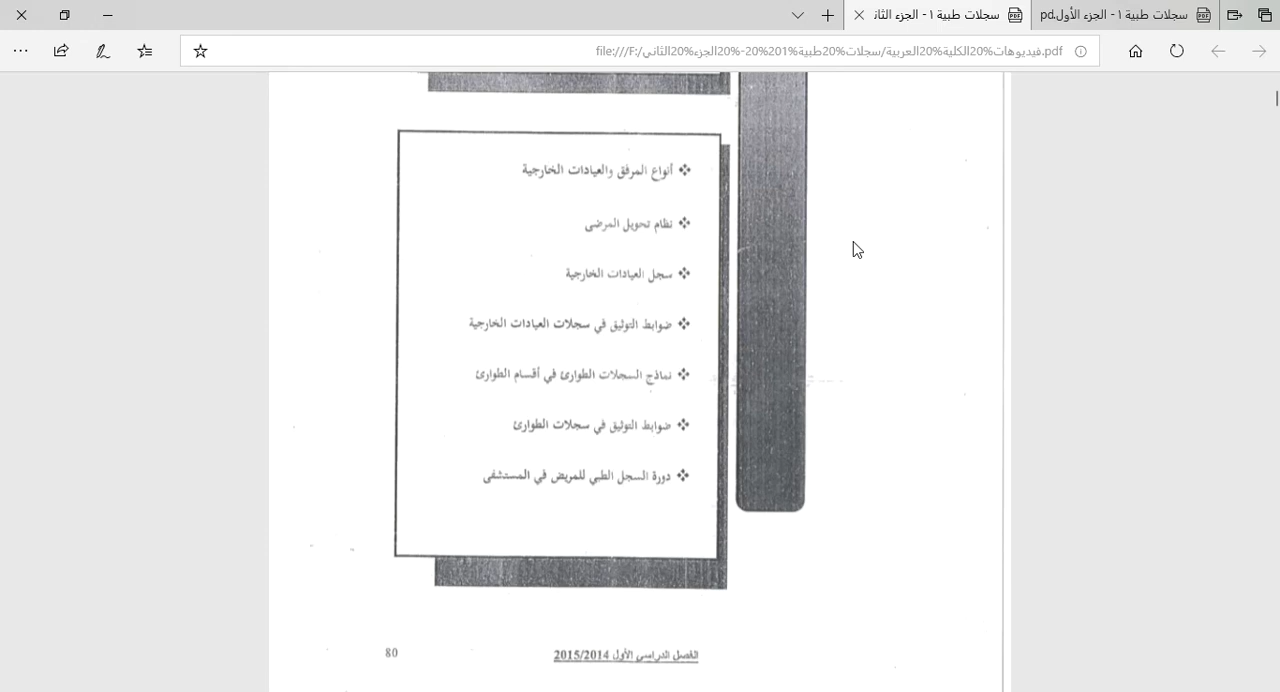 سجلات طبية ١ - الجزء الأول.pd
سجلات طبية ١ - الجزء الثان
file:///F:/فيديوهات%20الكلية%20العربية/سجلات%20طبية%201%20-%20الجزء%20الثاني.pdf
❖ أنواع المرفق والعيادات الخارجية
❖ نظام تحويل المرضى
❖ سجل العيادات الخارجية
❖ ضوابط التوثيق في سجلات العيادات الخارجية
❖ نماذج السجلات الطوارئ في أقسام الطوارئ
❖ ضوابط التوثيق في سجلات الطوارئ
❖ دورة السجل الطبي للمريض في المستشفى
الفصل الدراسي الأول 2015/2014
80